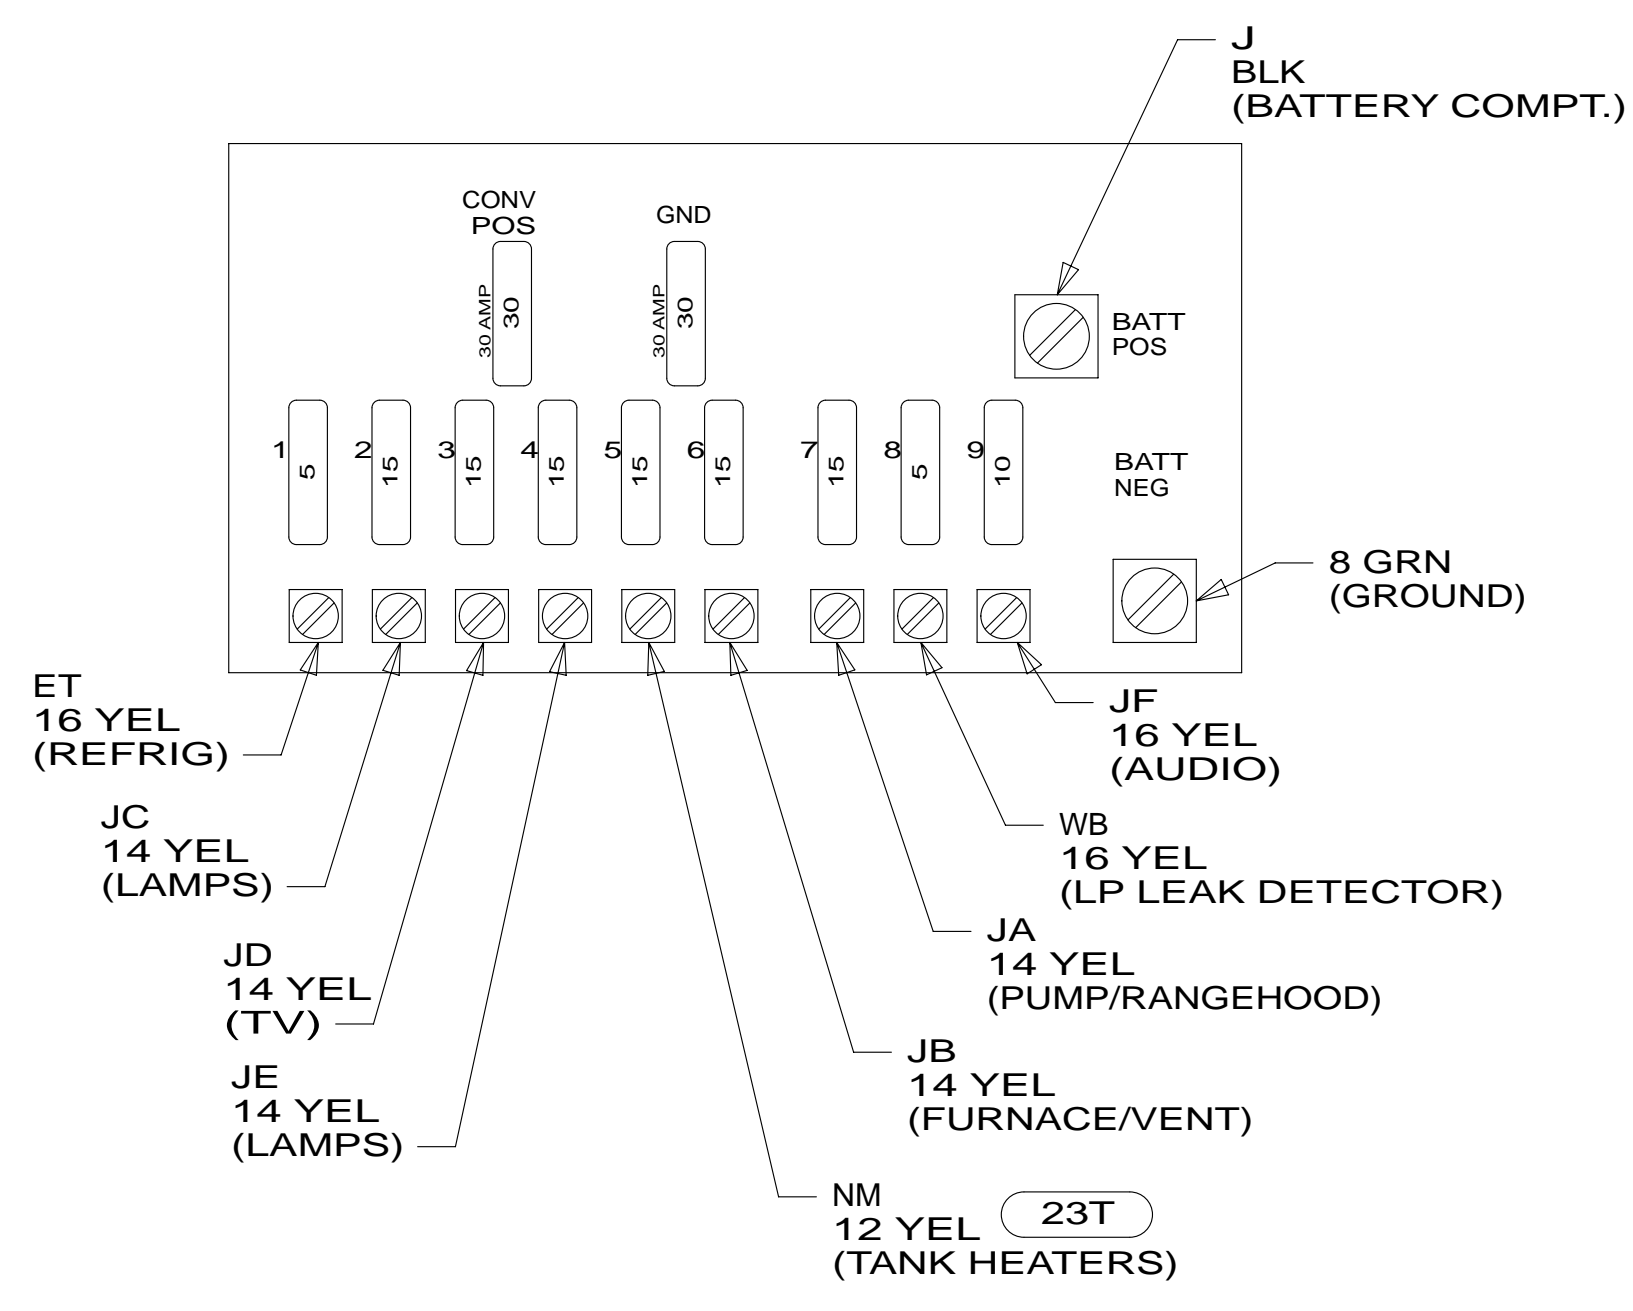 J
BLK
(BATTERY COMPT.)
CONV
POS
GND
30 AMP
30
30 AMP
30
BATT
POS
1
5
2
15
3
15
4
15
5
15
6
15
7
15
8
5
9
10
BATT
NEG
8 GRN
(GROUND)
ET
16 YEL
(REFRIG)
JF
16 YEL
(AUDIO)
JC
14 YEL
(LAMPS)
WB
16 YEL
(LP LEAK DETECTOR)
JD
14 YEL
(TV)
JA
14 YEL
(PUMP/RANGEHOOD)
JE
14 YEL
(LAMPS)
JB
14 YEL
(FURNACE/VENT)
NM
12 YEL
23T
(TANK HEATERS)